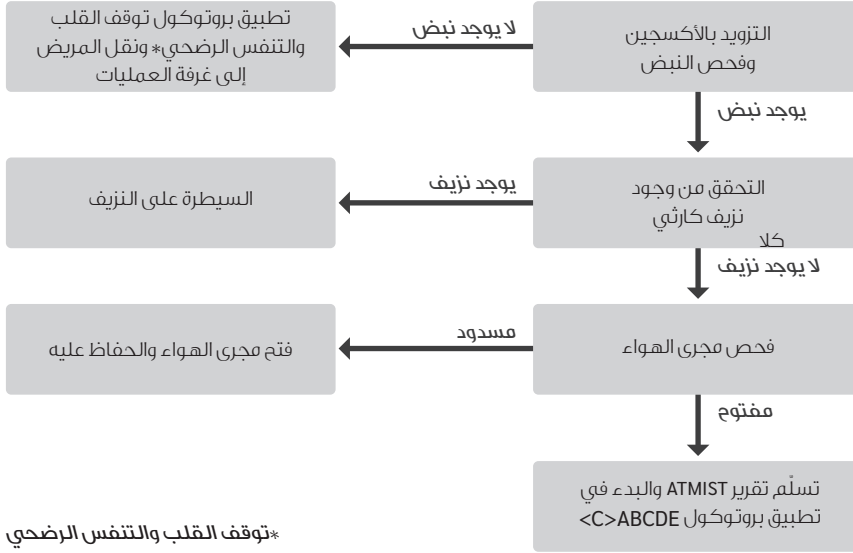 التزويد بالأكسجين
وفحص النبض
لا يوجد نبض
تطبيق بروتوكول توقف القلب
والتنفس الرضحي* ونقل المريض
إلى غرفة العمليات
يوجد نبض
التحقق من وجود
نزيف كارثي
يوجد نزيف
السيطرة على النزيف
كلا
لا يوجد نزيف
فحص مجرى الهواء
مسدود
فتح مجرى الهواء والحفاظ عليه
مفتوح
تسلّم تقرير ATMIST والبدء في
تطبيق بروتوكول <C>ABCDE
*توقف القلب والتنفس الرضحي